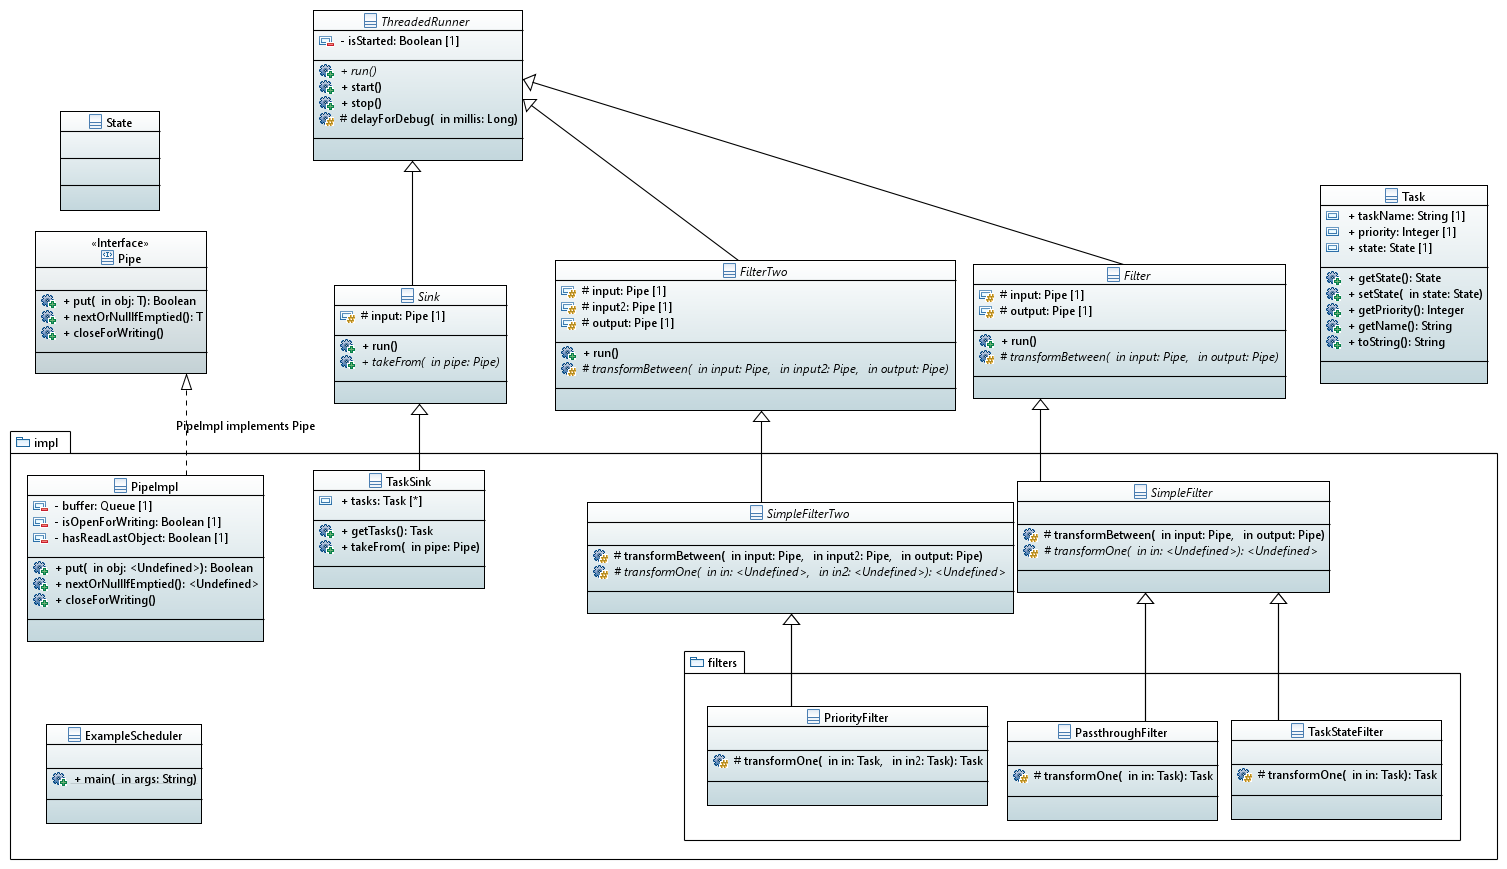 ThreadedRunner
- isStarted: Boolean [1]
+ run()
+ start()
+ stop()
# delayForDebug( in millis: Long)
State
«Interface»
Pipe
+ put( in obj: T): Boolean
+ nextOrNullIfEmptied(): T
+ closeForWriting()
Sink
# input: Pipe [1]
+ run()
+ takeFrom( in pipe: Pipe)
FilterTwo
# input: Pipe [1]
# input2: Pipe [1]
# output: Pipe [1]
+ run()
# transformBetween( in input: Pipe, in input2: Pipe, in output: Pipe)
Filter
# input: Pipe [1]
# output: Pipe [1]
+ run()
# transformBetween( in input: Pipe, in output: Pipe)
Task
+ taskName: String [1]
+ priority: Integer [1]
+ state: State [1]
+ getState(): State
+ setState( in state: State)
+ getPriority(): Integer
+ getName(): String
+ toString(): String
PipeImpl implements Pipe
impl
PipeImpl
- buffer: Queue [1]
- isOpenForWriting: Boolean [1]
- hasReadLastObject: Boolean [1]
+ put( in obj: <Undefined>): Boolean
+ nextOrNullIfEmptied(): <Undefined>
+ closeForWriting()
TaskSink
+ tasks: Task [*]
+ getTasks(): Task
+ takeFrom( in pipe: Pipe)
SimpleFilterTwo
# transformBetween( in input: Pipe, in input2: Pipe, in output: Pipe)
# transformOne( in in: <Undefined>, in in2: <Undefined>): <Undefined>
SimpleFilter
# transformBetween( in input: Pipe, in output: Pipe)
# transformOne( in in: <Undefined>): <Undefined>
filters
PriorityFilter
# transformOne( in in: Task, in in2: Task): Task
PassthroughFilter
# transformOne( in in: Task): Task
TaskStateFilter
# transformOne( in in: Task): Task
ExampleScheduler
+ main( in args: String)